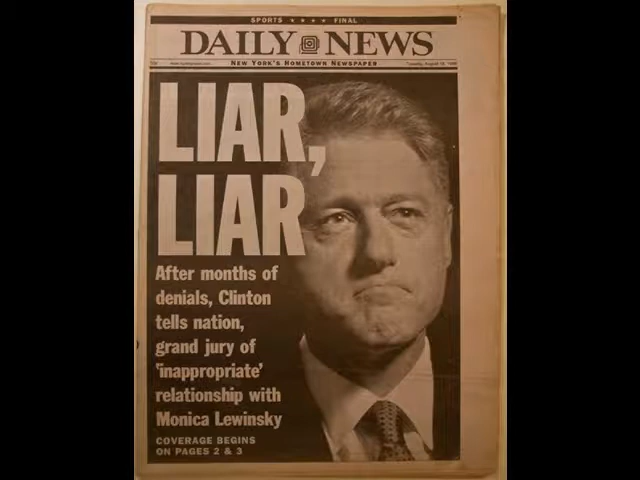 SPORTS ★ ★ ★ ★ FINAL
DAILY NEWS
NEW YORK'S HOMETOWN NEWSPAPER
LIAR,
LIAR
After months of
denials, Clinton
tells nation,
grand jury of
'inappropriate'
relationship with
Monica Lewinsky
COVERAGE BEGINS
ON PAGES 2 & 3